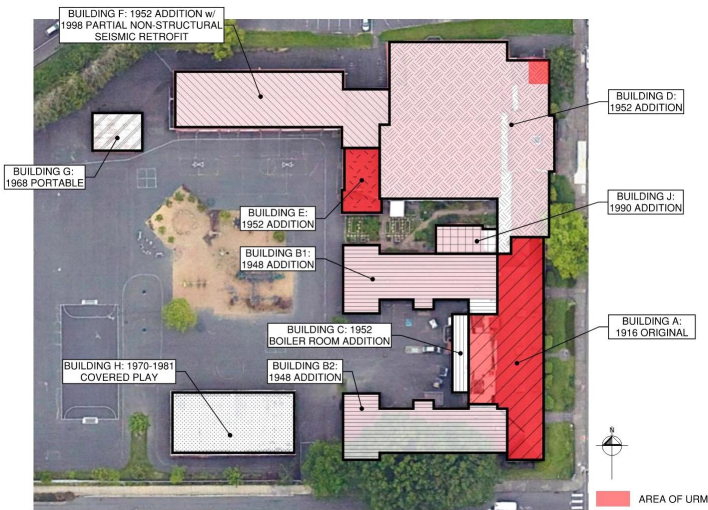 BUILDING F: 1952 ADDITION w/
1998 PARTIAL NON-STRUCTURAL
SEISMIC RETROFIT
BUILDING D:
1952 ADDITION
BUILDING G:
1968 PORTABLE
BUILDING J:
1990 ADDITION
BUILDING E:
1952 ADDITION
BUILDING B1:
1948 ADDITION
BUILDING A:
1916 ORIGINAL
BUILDING C: 1952
BOILER ROOM ADDITION
BUILDING H: 1970-1981
COVERED PLAY
BUILDING B2:
1948 ADDITION
N
AREA OF URM